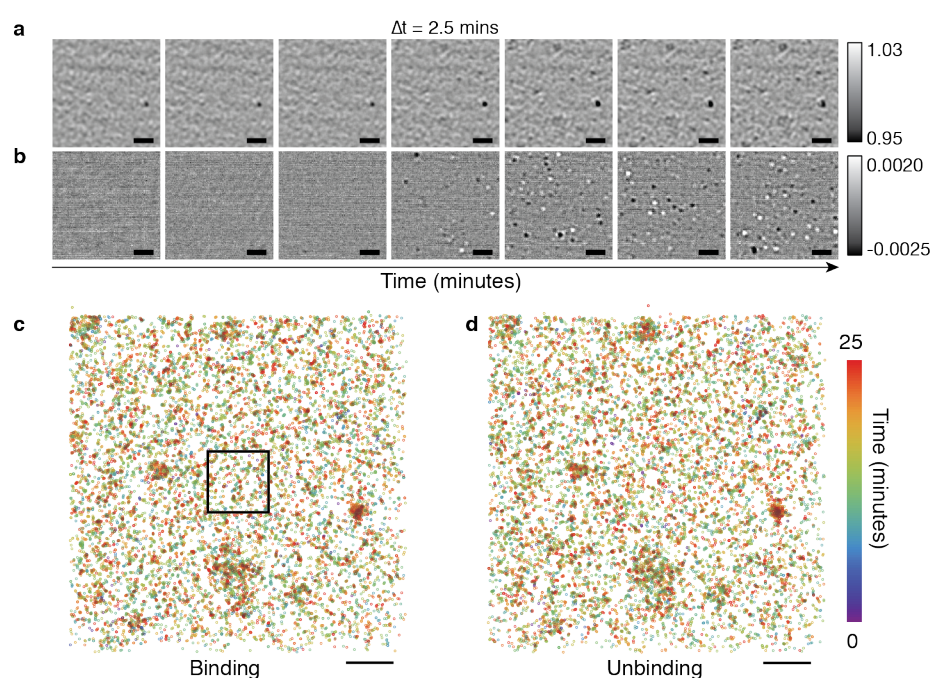 a
Δt = 2.5 mins
1.03
0.95
b
0.0020
-0.0025
Time (minutes)
c
d
25
Time (minutes)
0
Binding
Unbinding